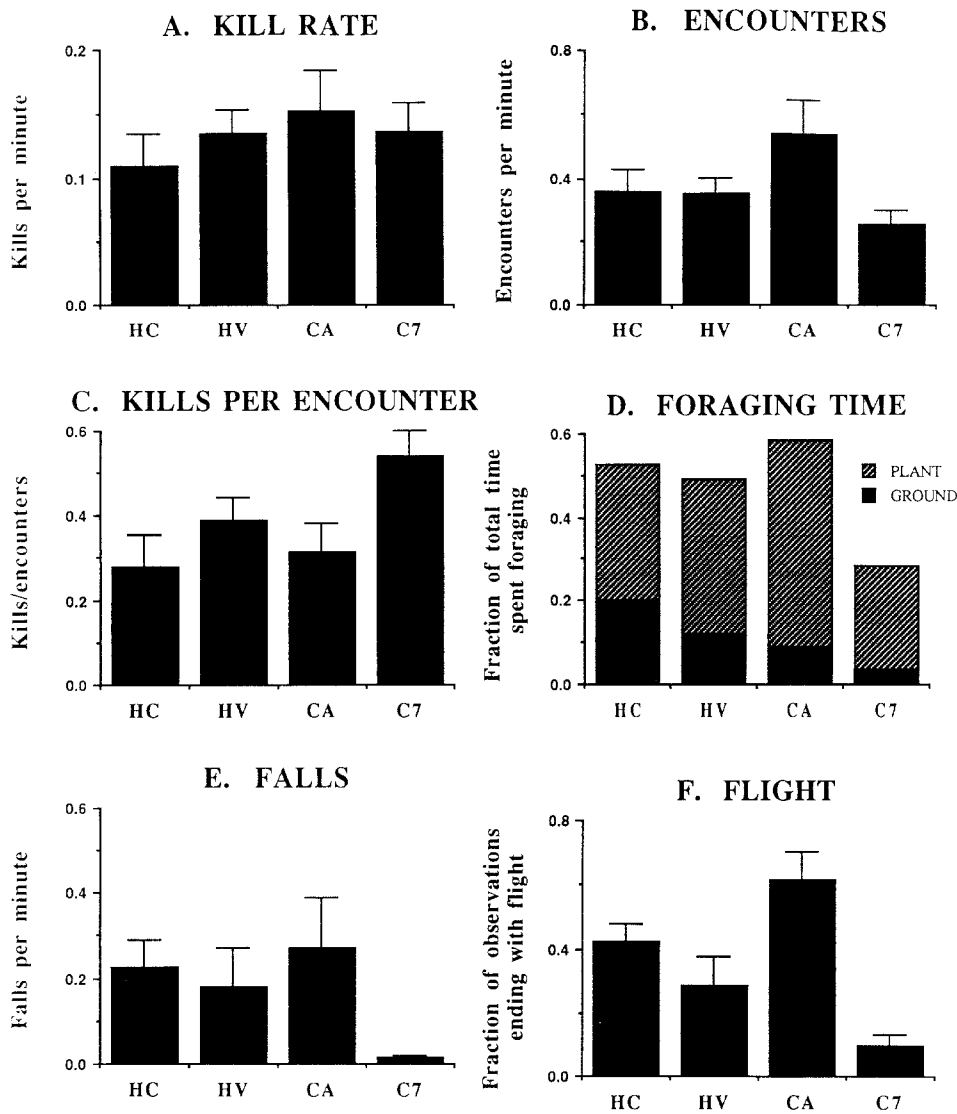 A. KILL RATE
Kills per minute
0.2
0.1
0.0
HC HV CA C7
B. ENCOUNTERS
Encounters per minute
0.8
0.4
0.0
HC HV CA C7
C. KILLS PER ENCOUNTER
Kills/encounters
0.6
0.4
0.2
0.0
HC HV CA C7
D. FORAGING TIME
Fraction of total time
spent foraging
0.6
0.4
0.2
0.0
PLANT
GROUND
HC HV CA C7
E. FALLS
Falls per minute
0.6
0.4
0.2
0.0
HC HV CA C7
F. FLIGHT
Fraction of observations
ending with flight
0.8
0.4
0.0
HC HV CA C7